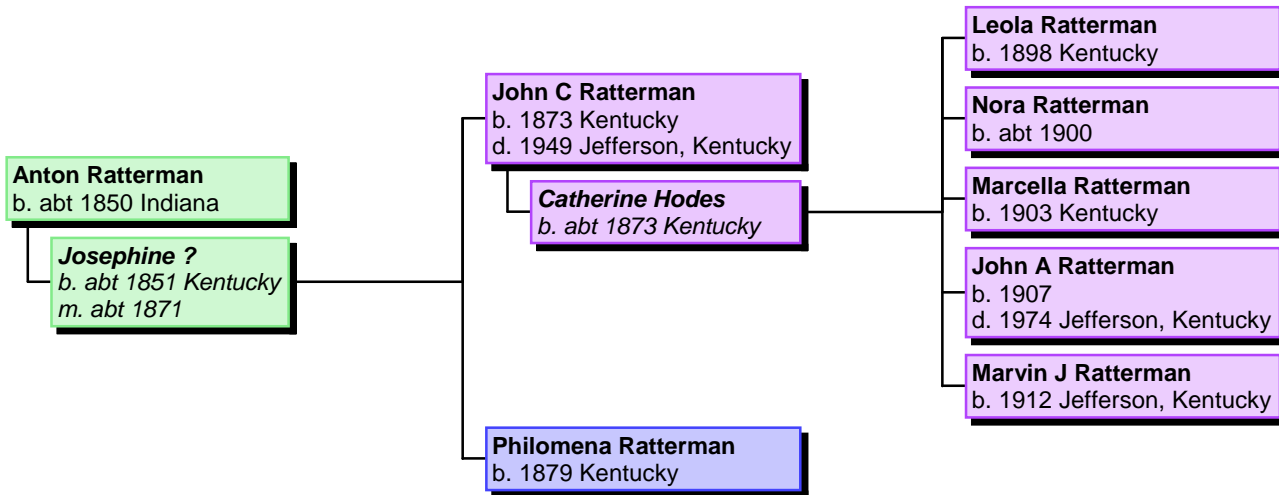 Anton Ratterman
b. abt 1850 Indiana
Josephine ?
b. abt 1851 Kentucky
m. abt 1871
John C Ratterman
b. 1873 Kentucky
d. 1949 Jefferson, Kentucky
Catherine Hodes
b. abt 1873 Kentucky
Philomena Ratterman
b. 1879 Kentucky
Leola Ratterman
b. 1898 Kentucky
Nora Ratterman
b. abt 1900
Marcella Ratterman
b. 1903 Kentucky
John A Ratterman
b. 1907
d. 1974 Jefferson, Kentucky
Marvin J Ratterman
b. 1912 Jefferson, Kentucky